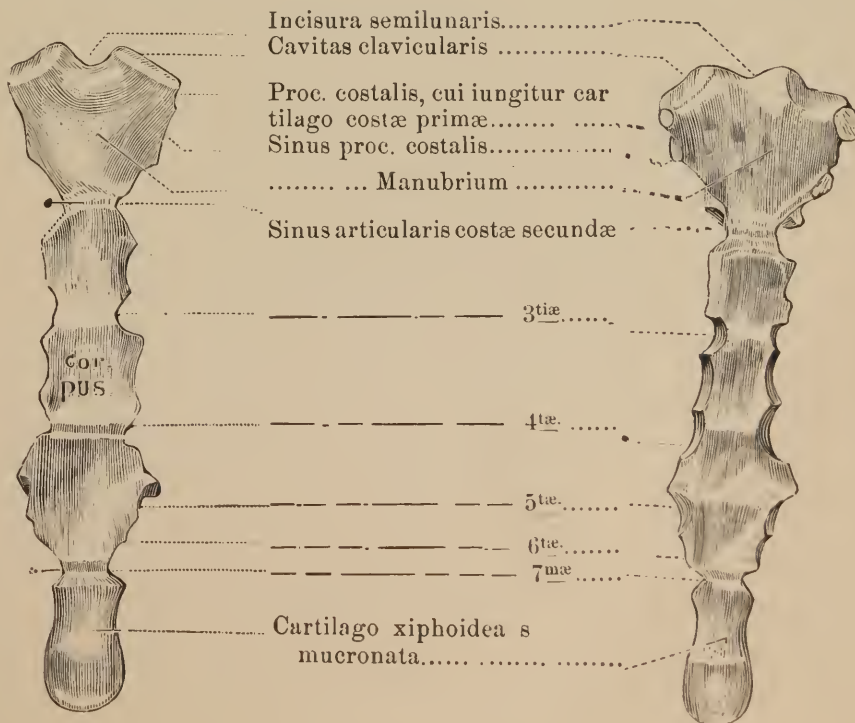 Incisura semilunaris
Cavitas clavicularis
Proc. costalis, cui iungitur car
tilago costæ primæ
Sinus proc. costalis
Manubrium
Sinus articularis costæ secundæ
3tiæ
Cor
pus
4tæ.
5tæ.
6tæ.
7mæ
Cartilago xiphoidea s
mucronata